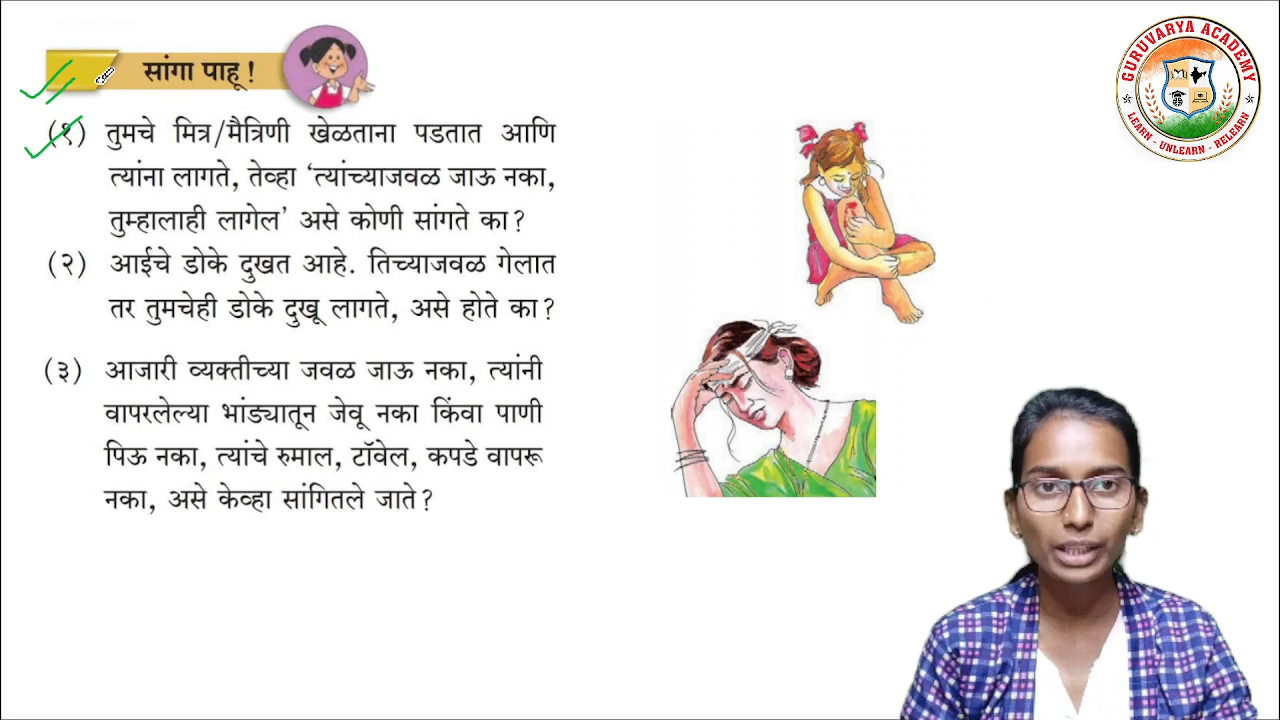 सांगा पाहू !
(१) तुमचे मित्र/मैत्रिणी खेळताना पडतात आणि
त्यांना लागते, तेव्हा ‘त्यांच्याजवळ जाऊ नका,
तुम्हालाही लागेल’ असे कोणी सांगते का ?
(२) आईचे डोके दुखत आहे. तिच्याजवळ गेलात
तर तुमचेही डोके दुखू लागते, असे होते का ?
(३) आजारी व्यक्तीच्या जवळ जाऊ नका, त्यांनी
वापरलेल्या भांड्यातून जेवू नका किंवा पाणी
पिऊ नका, त्यांचे रुमाल, टॉवेल, कपडे वापरू
नका, असे केव्हा सांगितले जाते ?
GURUVARYA ACADEMY
LEARN - UNLEARN - RELEARN